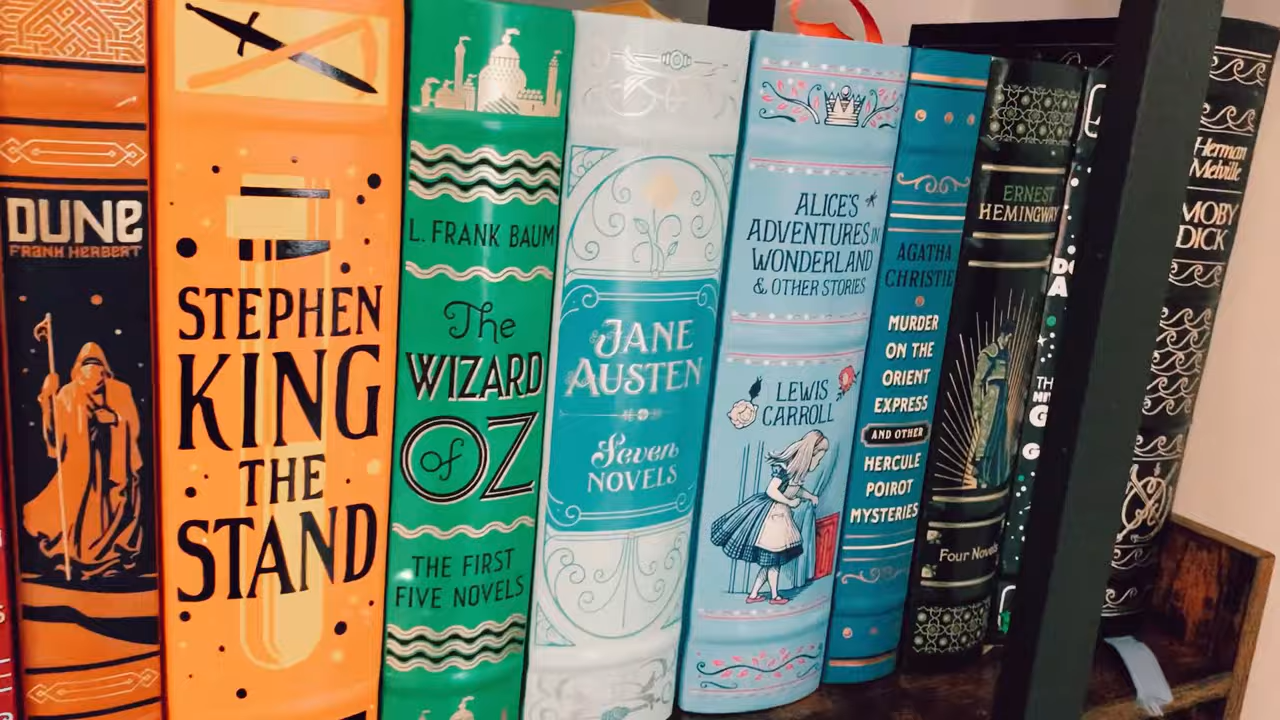 DUNE
FRANK HERBERT
STEPHEN
KING
THE
STAND
L. FRANK BAUM
The
WIZARD
of OZ
THE FIRST
FIVE NOVELS
JANE
AUSTEN
Seven
NOVELS
ALICE'S
ADVENTURES IN
WONDERLAND
& OTHER STORIES
LEWIS
CARROLL
AGATHA
CHRISTIE
MURDER
ON THE
ORIENT
EXPRESS
AND OTHER
HERCULE
POIROT
MYSTERIES
ERNEST
HEMINGWAY
Four Novels
Herman
Melville
MOBY
DICK